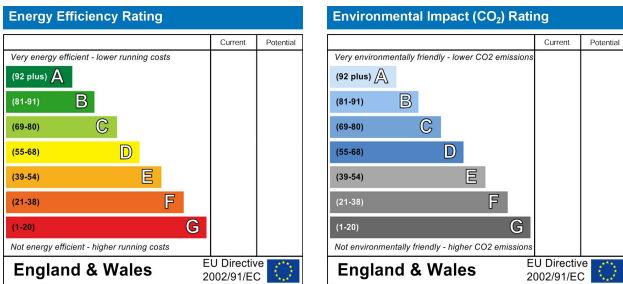 Energy Efficiency Rating
Current Potential
Very energy efficient - lower running costs
(92 plus) A
(81-91) B
(69-80) C
(55-68) D
(39-54) E
(21-38) F
(1-20) G
Not energy efficient - higher running costs
England & Wales
EU Directive
2002/91/EC
Environmental Impact (CO₂) Rating
Current Potential
Very environmentally friendly - lower CO2 emissions
(92 plus) A
(81-91) B
(69-80) C
(55-68) D
(39-54) E
(21-38) F
(1-20) G
Not environmentally friendly - higher CO2 emissions
England & Wales
EU Directive
2002/91/EC